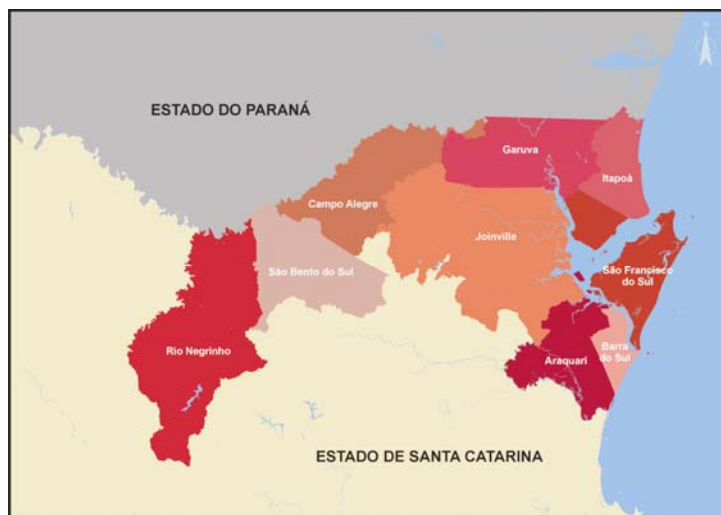 ESTADO DO PARANÁ
Garuva
Itapoá
Campo Alegre
Joinville
São Bento do Sul
São Francisco
do Sul
Rio Negrinho
Araquari
Barra
do Sul
ESTADO DE SANTA CATARINA